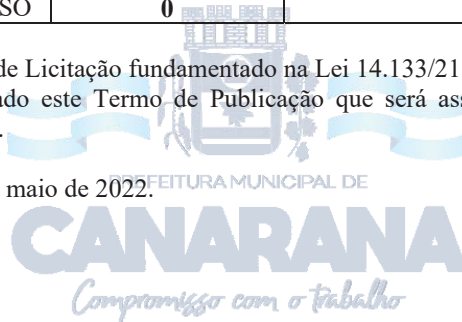 SO 0
de Licitação fundamentado na Lei 14.133/21
ado este Termo de Publicação que será ass
.
maio de 2022.
PREFEITURA MUNICIPAL DE
CANARANA
Compromisso com o trabalho